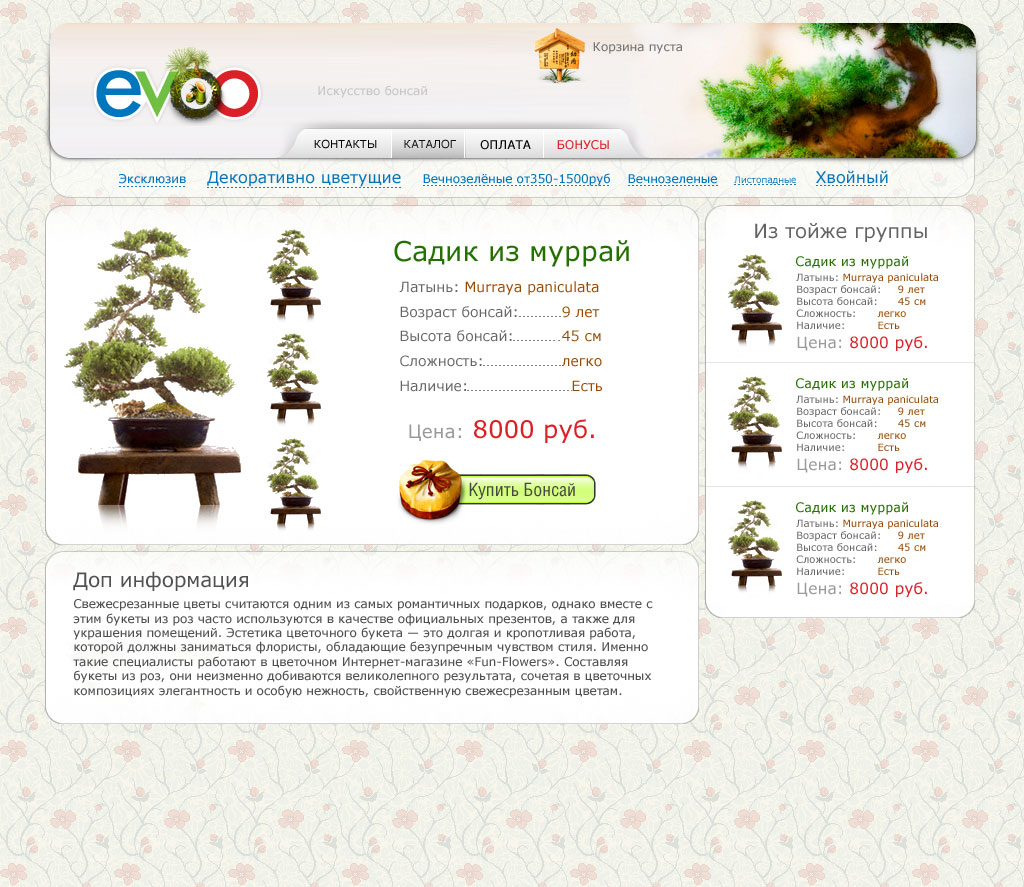 Корзина пуста
evoo
Искусство бонсай
КОНТАКТЫ
КАТАЛОГ
ОПЛАТА
БОНУСЫ
Эксклюзив
Декоративно цветущие
Вечнозелёные от350-1500руб
Вечнозеленые
Листопадные
Хвойный
Садик из муррай
Латынь: Murraya paniculata
Возраст бонсай:...........9 лет
Высота бонсай:............45 см
Сложность:....................легко
Наличие:..........................Есть
Цена: 8000 руб.
Купить Бонсай
Доп информация
Свежесрезанные цветы считаются одним из самых романтичных подарков, однако вместе с
этим букеты из роз часто используются в качестве официальных презентов, а также для
украшения помещений. Эстетика цветочного букета — это долгая и кропотливая работа,
которой должны заниматься флористы, обладающие безупречным чувством стиля. Именно
такие специалисты работают в цветочном Интернет-магазине «Fun-Flowers». Составляя
букеты из роз, они неизменно добиваются великолепного результата, сочетая в цветочных
композициях элегантность и особую нежность, свойственную свежесрезанным цветам.
Из тойже группы
Садик из муррай
Латынь: Murraya paniculata
Возраст бонсай: 9 лет
Высота бонсай: 45 см
Сложность: легко
Наличие: Есть
Цена: 8000 руб.
Садик из муррай
Латынь: Murraya paniculata
Возраст бонсай: 9 лет
Высота бонсай: 45 см
Сложность: легко
Наличие: Есть
Цена: 8000 руб.
Садик из муррай
Латынь: Murraya paniculata
Возраст бонсай: 9 лет
Высота бонсай: 45 см
Сложность: легко
Наличие: Есть
Цена: 8000 руб.